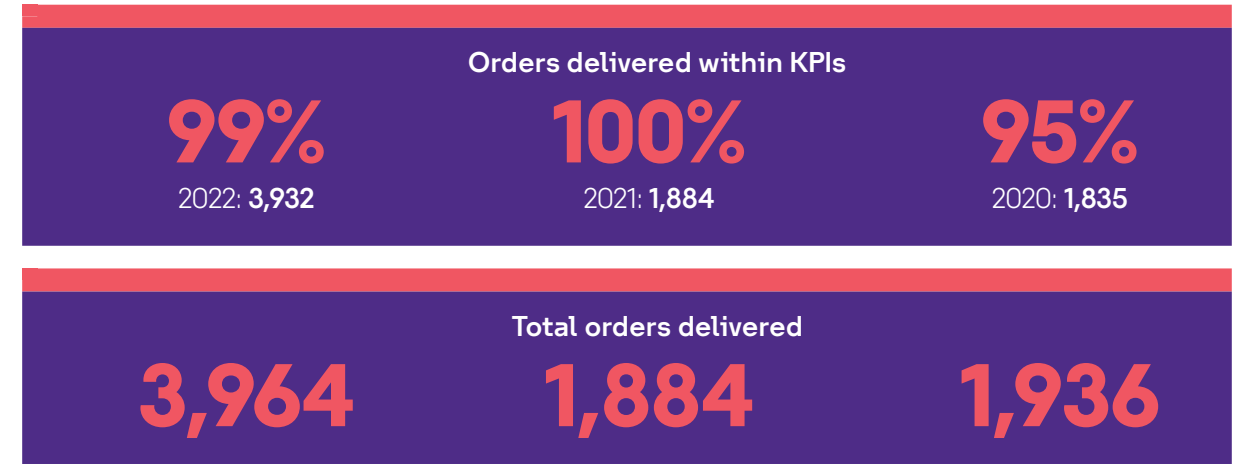 Orders delivered within KPIs
99% 100% 95%
2022: 3,932 2021: 1,884 2020: 1,835
Total orders delivered
3,964 1,884 1,936